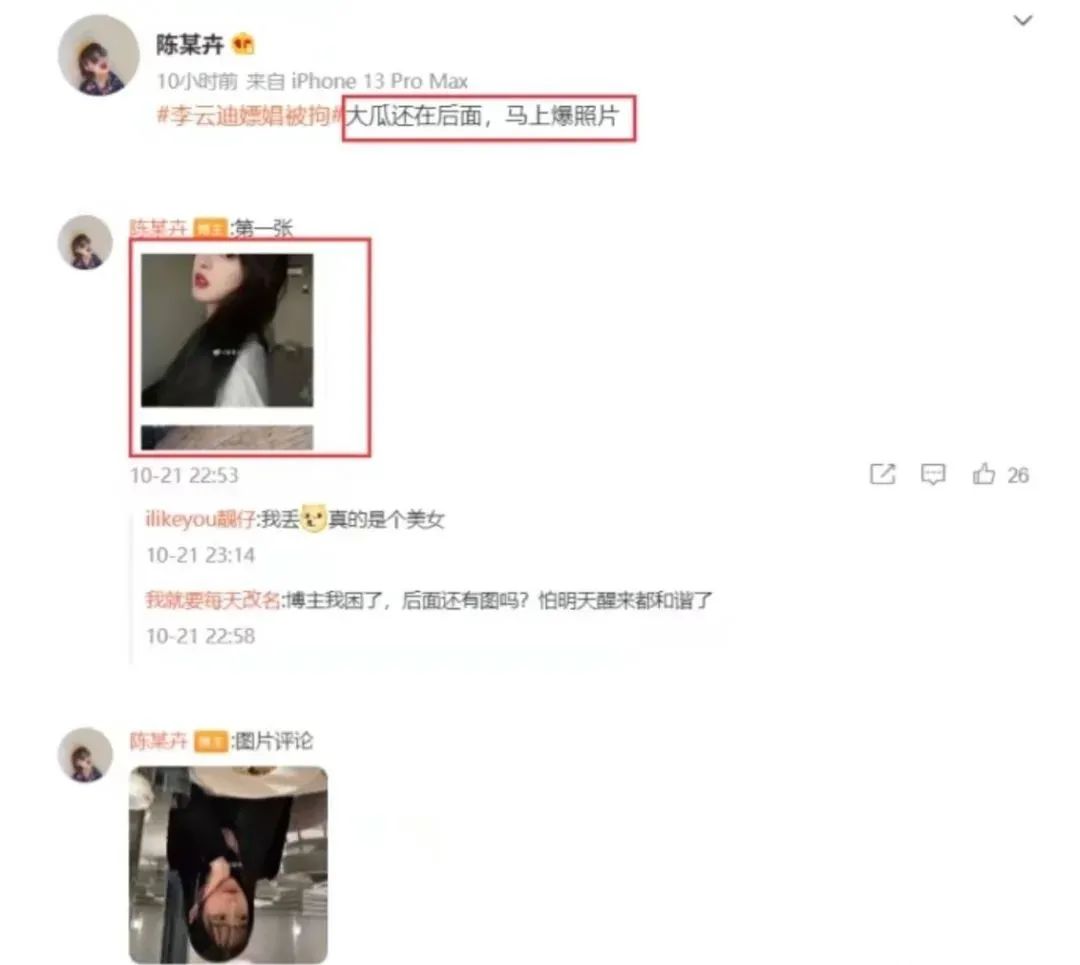 陈某卉
10小时前 来自 iPhone 13 Pro Max
#李云迪嫖娼被拘#大瓜还在后面，马上爆照片
陈某卉 博主:第一张
10-21 22:53
26
ilikeyou靓仔:我丢真的是个美女
10-21 23:14
我就要每天改名:博主我困了，后面还有图吗？怕明天醒来都和谐了
10-21 22:58
陈某卉 博主:图片评论